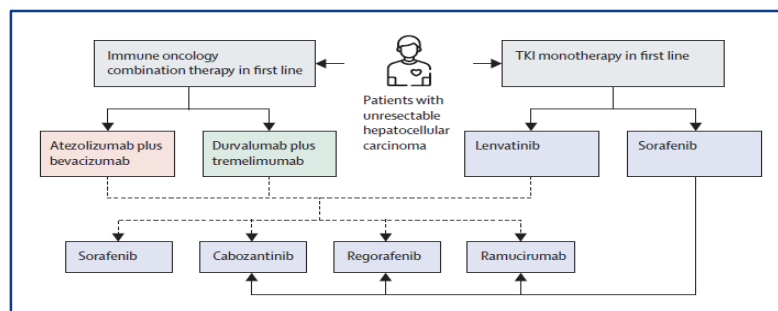 Immune oncology
combination therapy in first line
TKI monotherapy in first line
Patients with
unresectable
hepatocellular
carcinoma
Atezolizumab plus
bevacizumab
Durvalumab plus
tremelimumab
Lenvatinib
Sorafenib
Sorafenib
Cabozantinib
Regorafenib
Ramucirumab